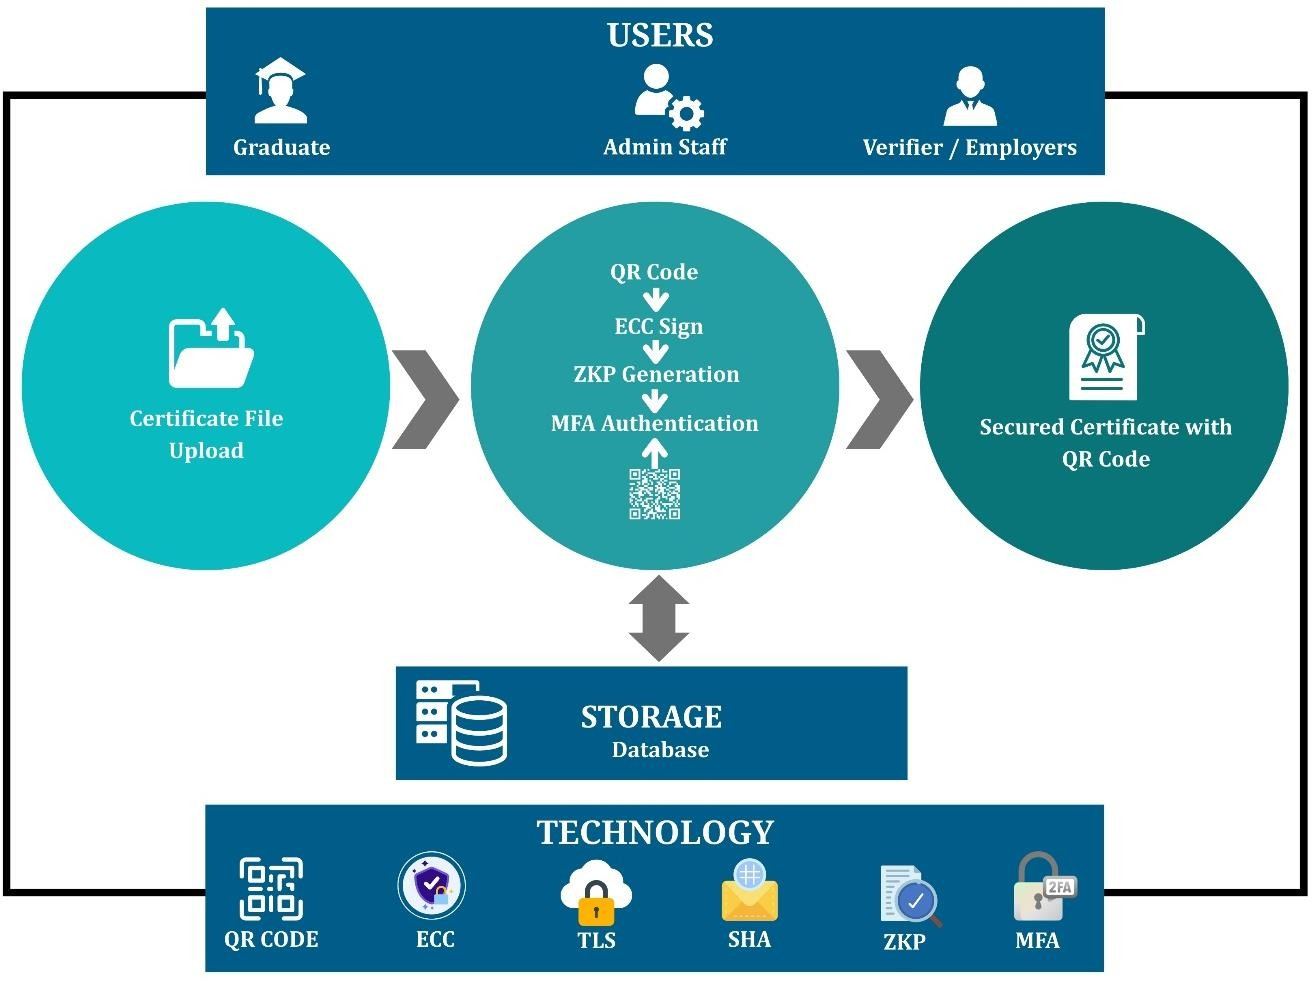 USERS
Graduate
Admin Staff
Verifier / Employers
Certificate File
Upload
QR Code
ECC Sign
ZKP Generation
MFA Authentication
Secured Certificate with
QR Code
STORAGE
Database
TECHNOLOGY
2FA
QR CODE
ECC
TLS
SHA
ZKP
MFA